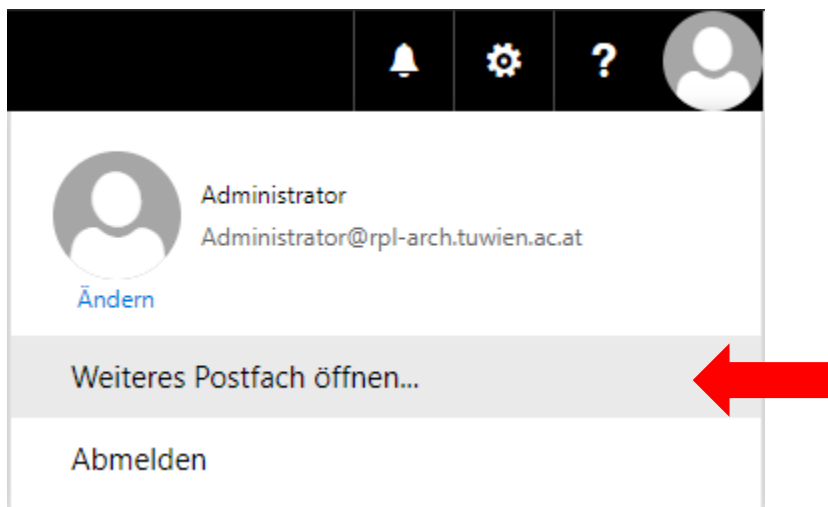 ?
Administrator
Administrator@rpl-arch.tuwien.ac.at
Ändern
Weiteres Postfach öffnen...
Abmelden